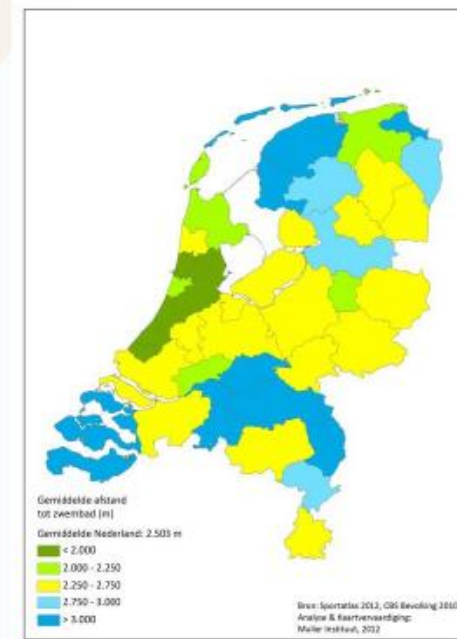 Gemiddelde afstand
tot zwembad (m)
Gemiddelde Nederland: 2.503 m
< 2.000
2.000 - 2.250
2.250 - 2.750
2.750 - 3.000
> 3.000
Bron: Sportatlas 2012, CBS Bevolking 2010
Analyse & Kaartvervaardiging:
Mulier Instituut, 2012